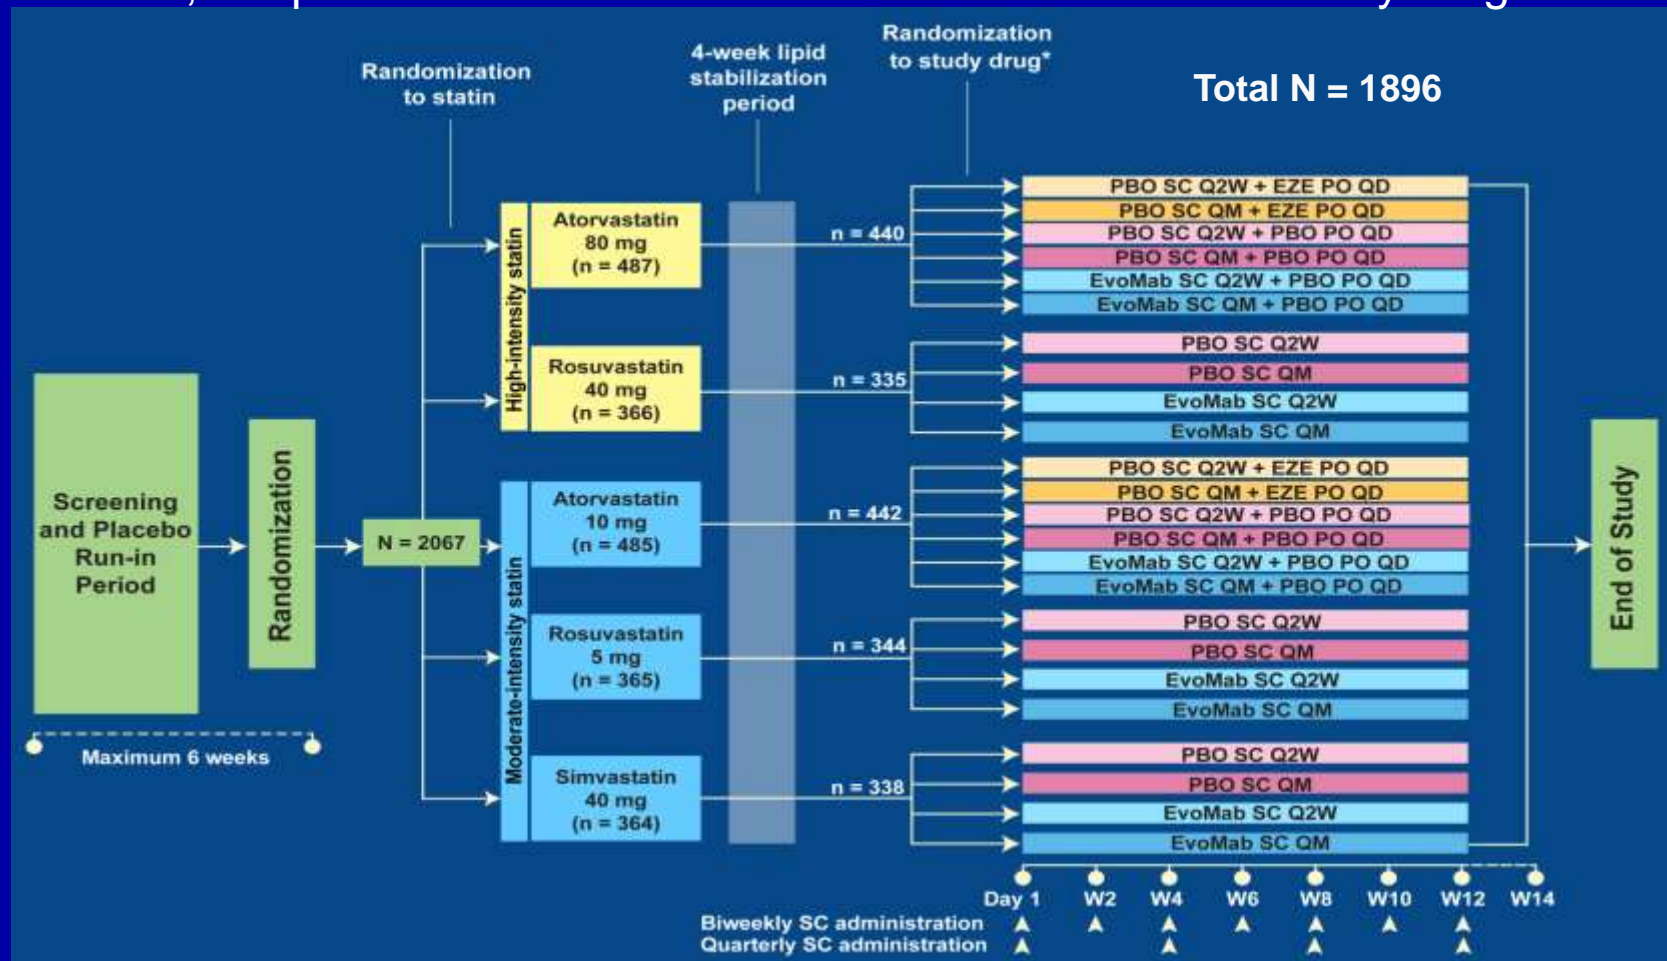 Randomization
to statin
4-week lipid
stabilization
period
Randomization
to study drug*
Total N = 1896
Screening
and Placebo
Run-in
Period
Maximum 6 weeks
Randomization
N = 2067
High-intensity statin
Atorvastatin
80 mg
(n = 487)
Rosuvastatin
40 mg
(n = 366)
Moderate-intensity statin
Atorvastatin
10 mg
(n = 485)
Rosuvastatin
5 mg
(n = 365)
Simvastatin
40 mg
(n = 364)
n = 440
PBO SC Q2W + EZE PO QD
PBO SC QM + EZE PO QD
PBO SC Q2W + PBO PO QD
PBO SC QM + PBO PO QD
EvoMab SC Q2W + PBO PO QD
EvoMab SC QM + PBO PO QD
n = 335
PBO SC Q2W
PBO SC QM
EvoMab SC Q2W
EvoMab SC QM
n = 442
PBO SC Q2W + EZE PO QD
PBO SC QM + EZE PO QD
PBO SC Q2W + PBO PO QD
PBO SC QM + PBO PO QD
EvoMab SC Q2W + PBO PO QD
EvoMab SC QM + PBO PO QD
n = 344
PBO SC Q2W
PBO SC QM
EvoMab SC Q2W
EvoMab SC QM
n = 338
PBO SC Q2W
PBO SC QM
EvoMab SC Q2W
EvoMab SC QM
End of Study
Day 1 W2 W4 W6 W8 W10 W12 W14
Biweekly SC administration
Quarterly SC administration